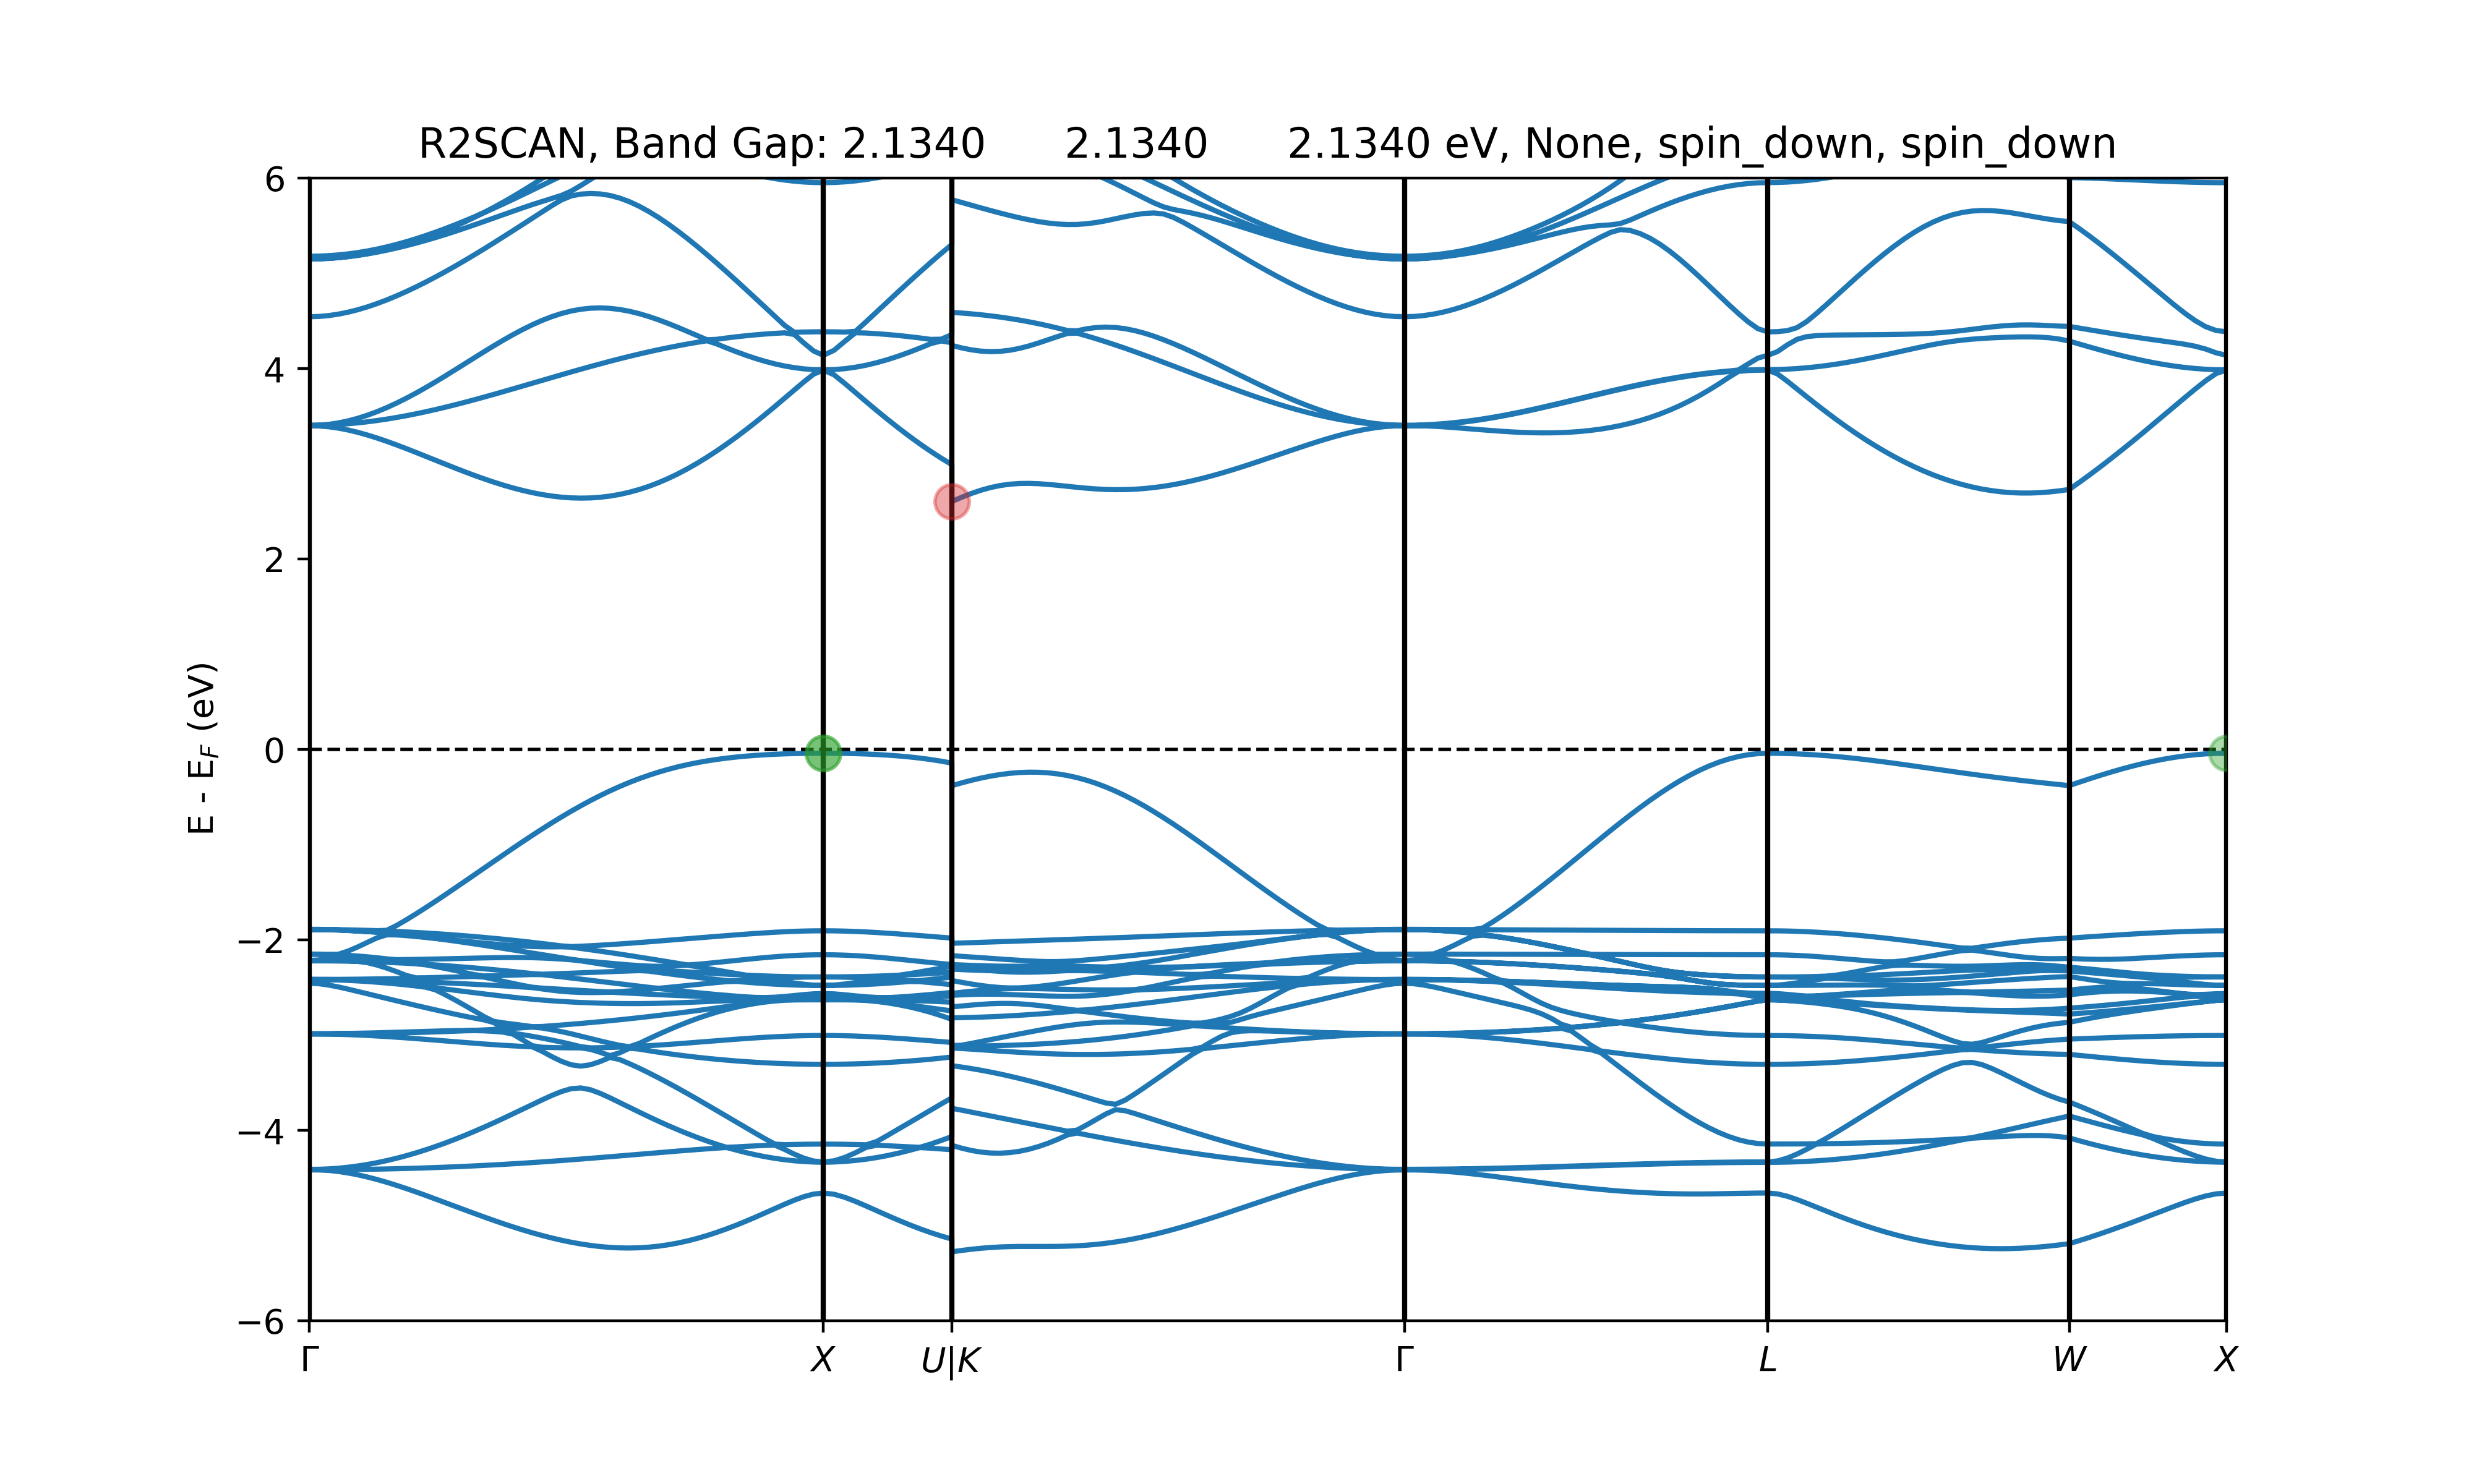 R2SCAN, Band Gap: 2.1340 2.1340 2.1340 eV, None, spin_down, spin_down
E - E_F (eV)
6
4
2
0
−2
−4
−6
Γ X U|K Γ L W X